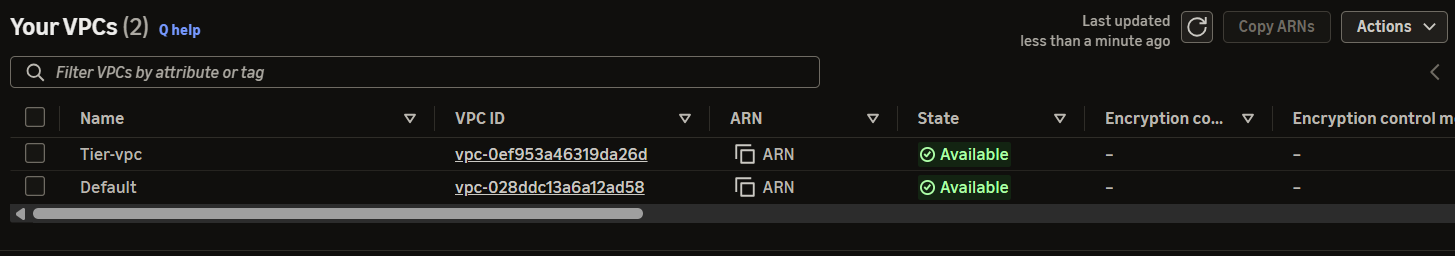 Your VPCs (2) Q help
Last updated
less than a minute ago
Copy ARNs
Actions
Filter VPCs by attribute or tag
Name VPC ID ARN State Encryption co... Encryption control m
Tier-vpc vpc-0ef953a46319da26d ARN Available – –
Default vpc-028ddc13a6a12ad58 ARN Available – –